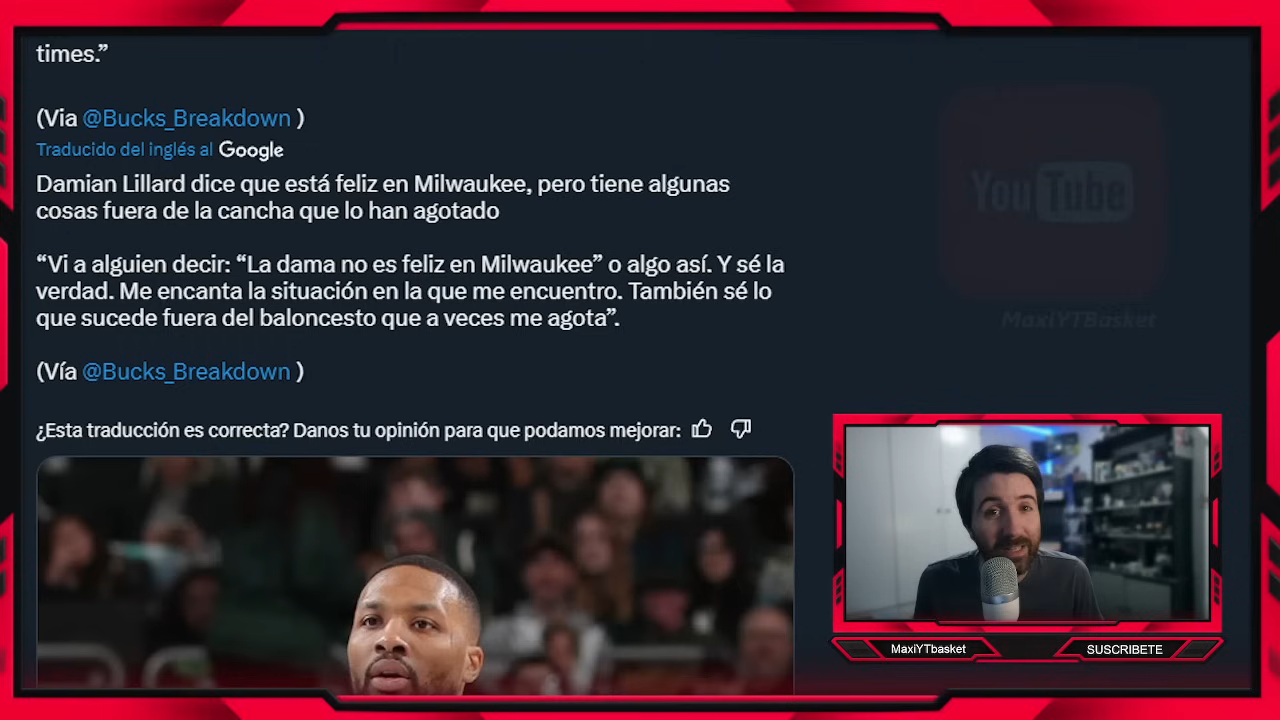 times.”
(Via @Bucks_Breakdown )
Traducido del inglés al Google
Damian Lillard dice que está feliz en Milwaukee, pero tiene algunas
cosas fuera de la cancha que lo han agotado
“Vi a alguien decir: “La dama no es feliz en Milwaukee” o algo así. Y sé la
verdad. Me encanta la situación en la que me encuentro. También sé lo
que sucede fuera del baloncesto que a veces me agota”.
(Vía @Bucks_Breakdown )
¿Esta traducción es correcta? Danos tu opinión para que podamos mejorar:
YouTube
MaxiYTBasket
MaxiYTbasket
SUSCRIBETE